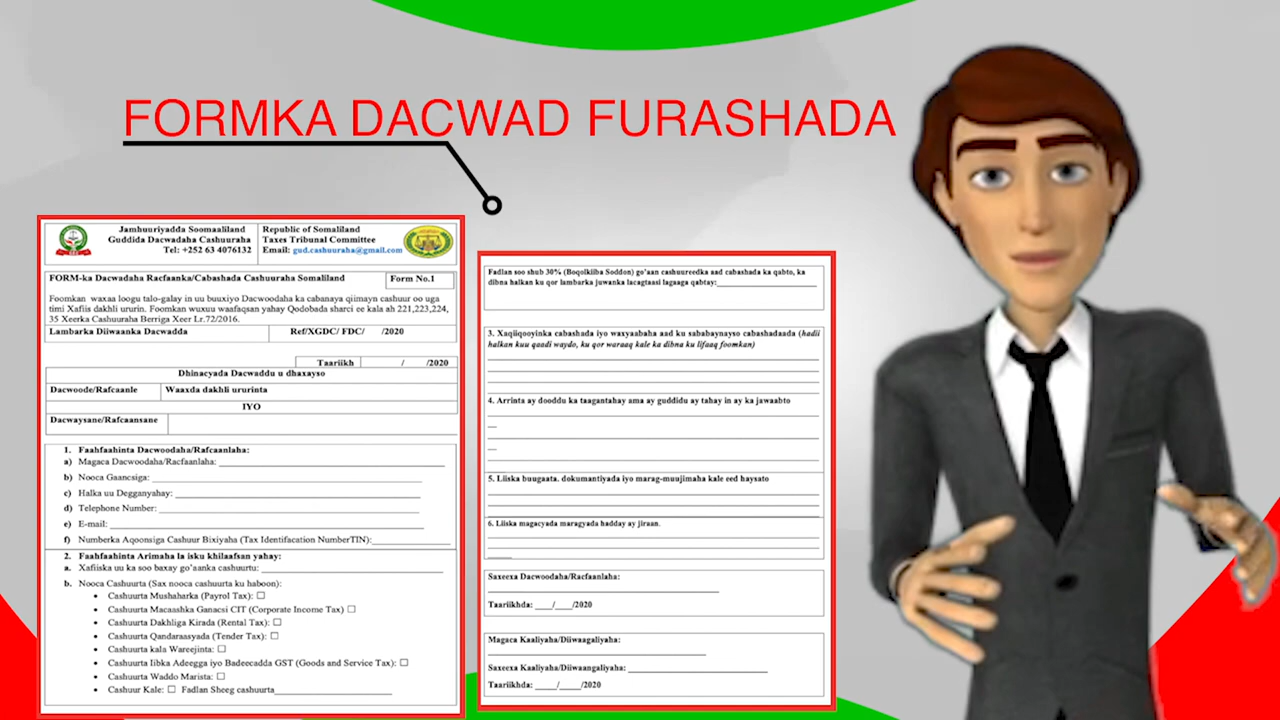 FORMKA DACWAD FURASHADA
Jamhuuriyadda Soomaaliland
Guddida Dacwadaha Cashuuraha
Tel: +252 63 4076132
Republic of Somaliland
Taxes Tribunal Committee
Email: gud.cashuuraha@gmail.com
FORM-ka Dacwadaha Racfaanka/Cabashada Cashuuraha Somaliland
Form No.1
Foomkan waxaa loogu talo-galay in uu buuxiyo Dacwoodaha ka cabanaya qiimayn cashuur oo uga
timi Xafiis dakhli ururin. Foomkan wuxuu waafaqsan yahay Qodobada sharci ee kala ah 221,223,224,
35 Xeerka Cashuuraha Berriga Xeer Lr.72/2016.
Lambarka Diiwaanka Dacwadda
Ref/XGDC/ FDC/ /2020
Taariikh / /2020
Dhinacyada Dacwaddu u dhaxayso
Dacwoode/Rafcaanle
Waaxda dakhli ururinta
IYO
Dacwaysane/Rafcaansane
1. Faahfaahinta Dacwoodaha/Rafcaanlaha:
a) Magaca Dacwoodaha/Racfaanlaha:
b) Nooca Gaancsiga:
c) Halka uu Degganyahay:
d) Telephone Number:
e) E-mail:
f) Numberka Aqoonsiga Cashuur Bixiyaha (Tax Identifacation NumberTIN):
2. Faahfaahinta Arimaha la isku khilaafsan yahay:
a. Xafiiska uu ka soo baxay go'aanka cashuurtu:
b. Nooca Cashuurta (Sax nooca cashuurta ku haboon):
• Cashuurta Mushaharka (Payrol Tax): ☐
• Cashuurta Macaashka Ganacsi CIT (Corporate Income Tax) ☐
• Cashuurta Dakhliga Kirada (Rental Tax): ☐
• Cashuurta Qandaraasyada (Tender Tax): ☐
• Cashuurta kala Wareejinta: ☐
• Cashuurta Iibka Adeegga iyo Badeecadda GST (Goods and Service Tax): ☐
• Cashuurta Waddo Marista: ☐
• Cashuur Kale: ☐ Fadlan Sheeg cashuurta
Fadlan soo shub 30% (Boqolkiiba Soddon) go'aan cashuureedka aad cabashada ka qabto, ka
dibna halkan ku qor lambarka juwanka lacagtaasi lagaaga qabtay:
3. Xaqiiqooyinka cabashada iyo waxyaabaha aad ku sababaynayso cabashadaada (hadii
halkan kuu qaadi waydo, ku qor waraaq kale ka dibna ku lifaaq foomkan)
4. Arrinta ay dooddu ka taagantahay ama ay guddidu ay tahay in ay ka jawaabto
5. Liiska buugaata. dokumantiyada iyo marag-muujimaha kale eed haysato
6. Liiska magacyada maragyada hadday ay jiraan.
Saxeexa Dacwoodaha/Racfaanlaha:
Taariikhda: ____/____/2020
Magaca Kaaliyaha/Diiwaagaliyaha:
Saxeexa Kaaliyaha/Diiwaangaliyaha:
Taariikhda: ____/____/2020